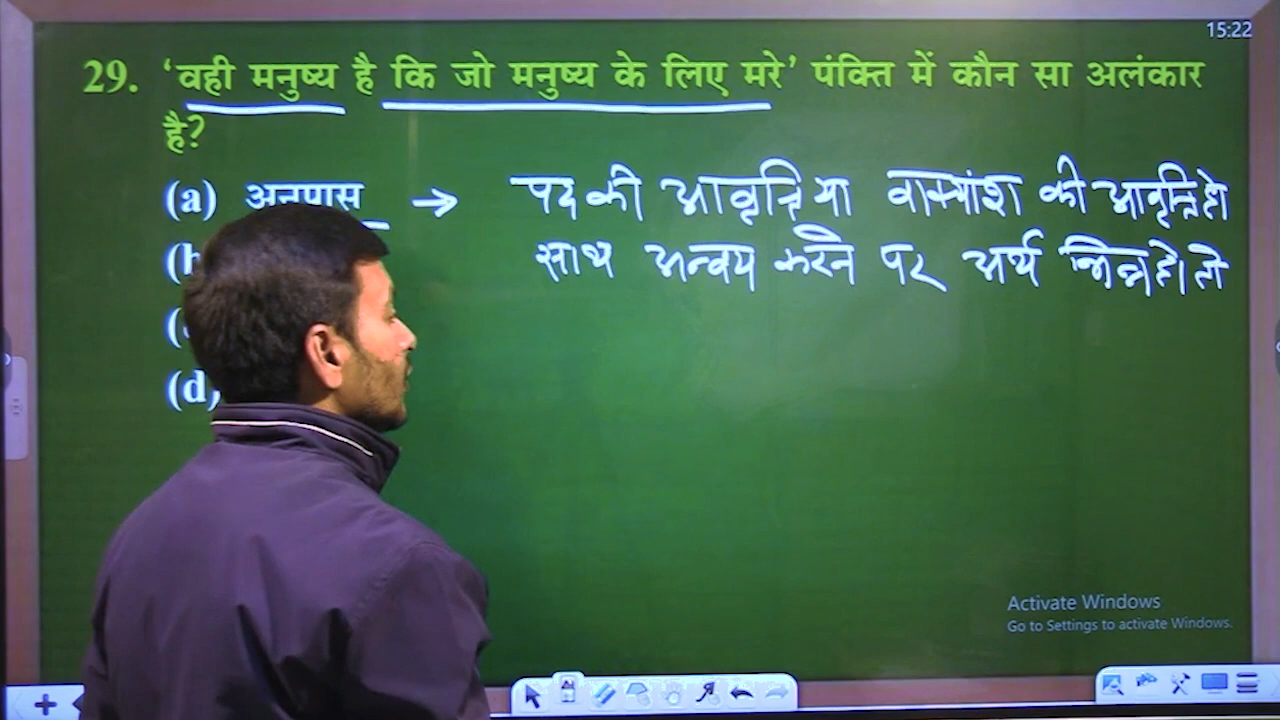 15:22
29. ‘वही मनुष्य है कि जो मनुष्य के लिए मरे’ पंक्ति में कौन सा अलंकार
है?
(a) अनुप्रास → पद की आवृत्ति या वाक्यांश की आवृत्ति हो
साथ अन्वय करने पर अर्थ भिन्न हो तो
(b
(d)
Activate Windows
Go to Settings to activate Windows.